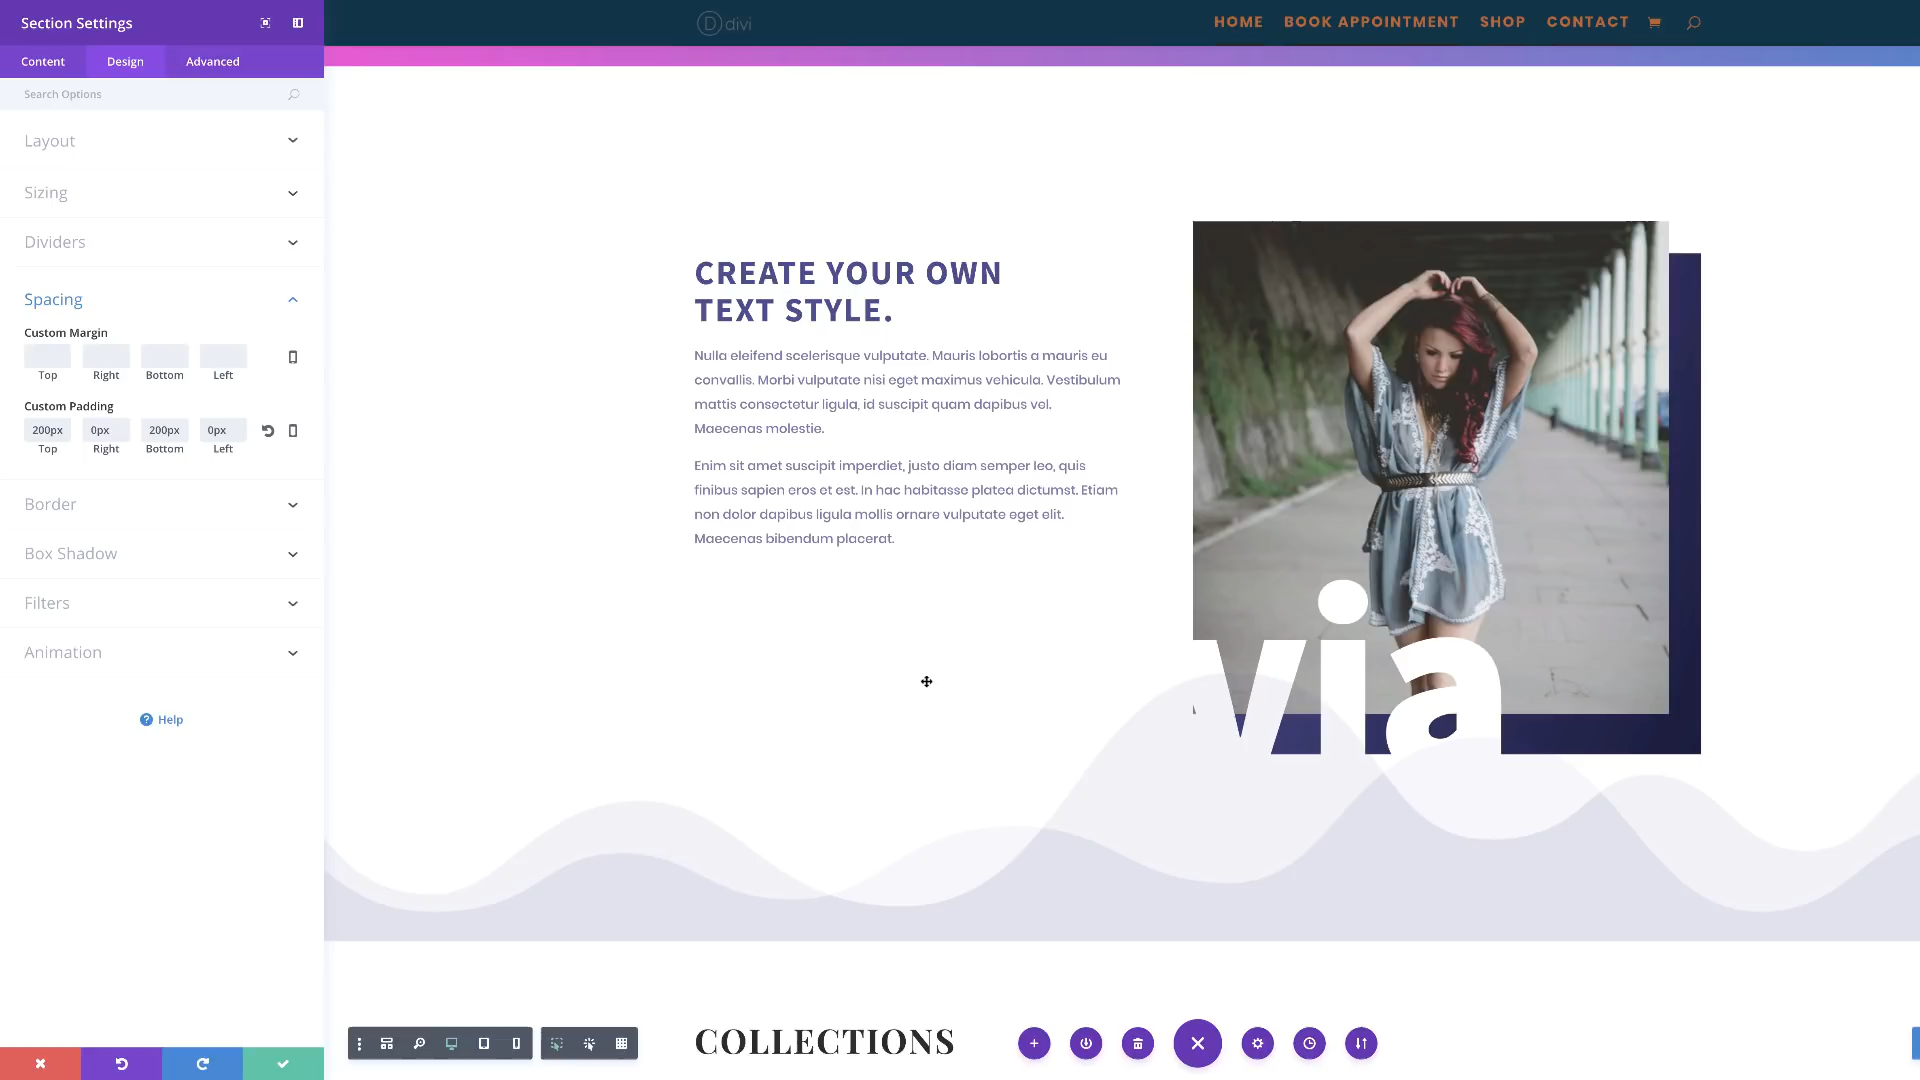 Section Settings
Content Design Advanced
Search Options
Layout
Sizing
Dividers
Spacing
Custom Margin
Top Right Bottom Left
Custom Padding
200px 0px 200px 0px
Top Right Bottom Left
Border
Box Shadow
Filters
Animation
? Help
D divi
HOME BOOK APPOINTMENT SHOP CONTACT
CREATE YOUR OWN
TEXT STYLE.
Nulla eleifend scelerisque vulputate. Mauris lobortis a mauris eu
convallis. Morbi vulputate nisi eget maximus vehicula. Vestibulum
mattis consectetur ligula, id suscipit quam dapibus vel.
Maecenas molestie.
Enim sit amet suscipit imperdiet, justo diam semper leo, quis
finibus sapien eros et est. In hac habitasse platea dictumst. Etiam
non dolor dapibus ligula mollis ornare vulputate eget elit.
Maecenas bibendum placerat.
via
COLLECTIONS